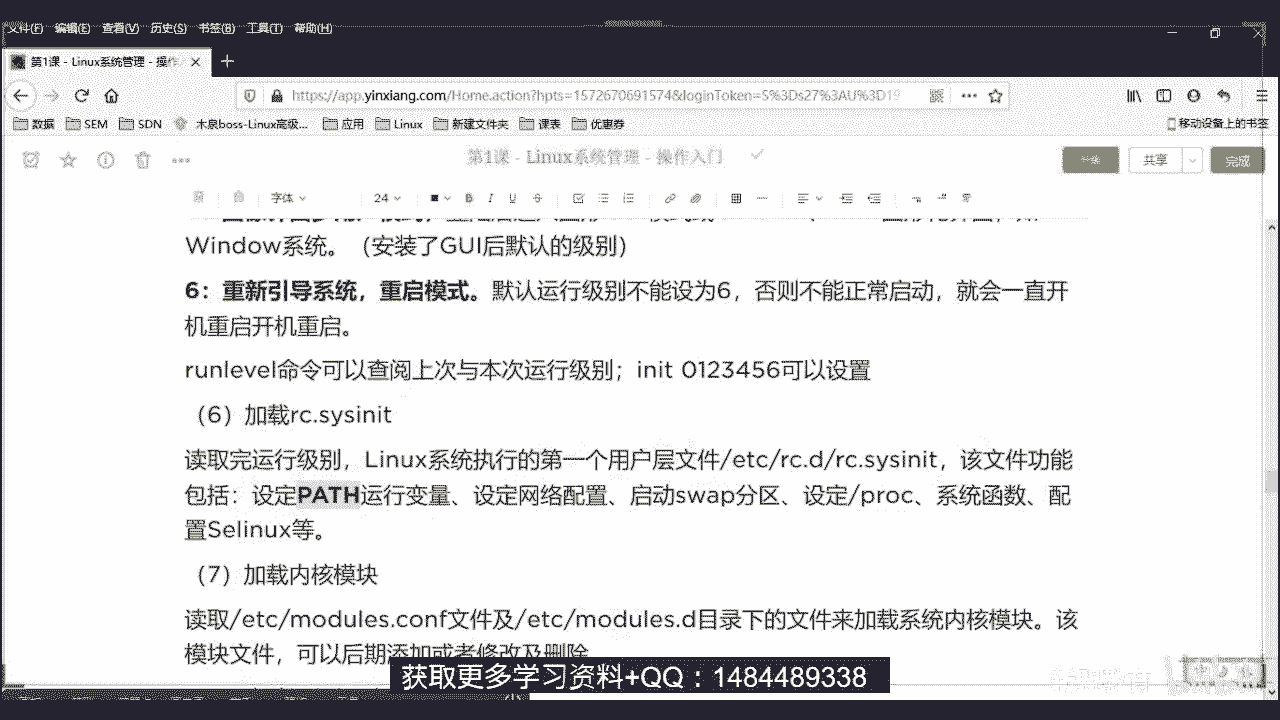 文件(F) 编辑(E) 查看(V) 历史(S) 书签(B) 工具(T) 帮助(H)
第1课 - Linux系统管理 - 操作
https://app.yinxiang.com/Home.action?hpts=1572670691574&loginToken=S%3Ds27%3AU%3D19
数据 SEM SDN 木泉boss-Linux高级... 应用 Linux 新建文件夹 课表 优惠券 移动设备上的书签
第1课 - Linux系统管理 - 操作入门 共享 完成
字体 24 B I U
Window系统。（安装了GUI后默认的级别）
6：重新引导系统，重启模式。默认运行级别不能设为6，否则不能正常启动，就会一直开
机重启开机重启。
runlevel命令可以查阅上次与本次运行级别；init 0123456可以设置
（6）加载rc.sysinit
读取完运行级别，Linux系统执行的第一个用户层文件/etc/rc.d/rc.sysinit，该文件功能
包括：设定PATH运行变量、设定网络配置、启动swap分区、设定/proc、系统函数、配
置Selinux等。
（7）加载内核模块
读取/etc/modules.conf文件及/etc/modules.d目录下的文件来加载系统内核模块。该
模块文件，可以后期添加或者修改及删除
获取更多学习资料+QQ：1484489338